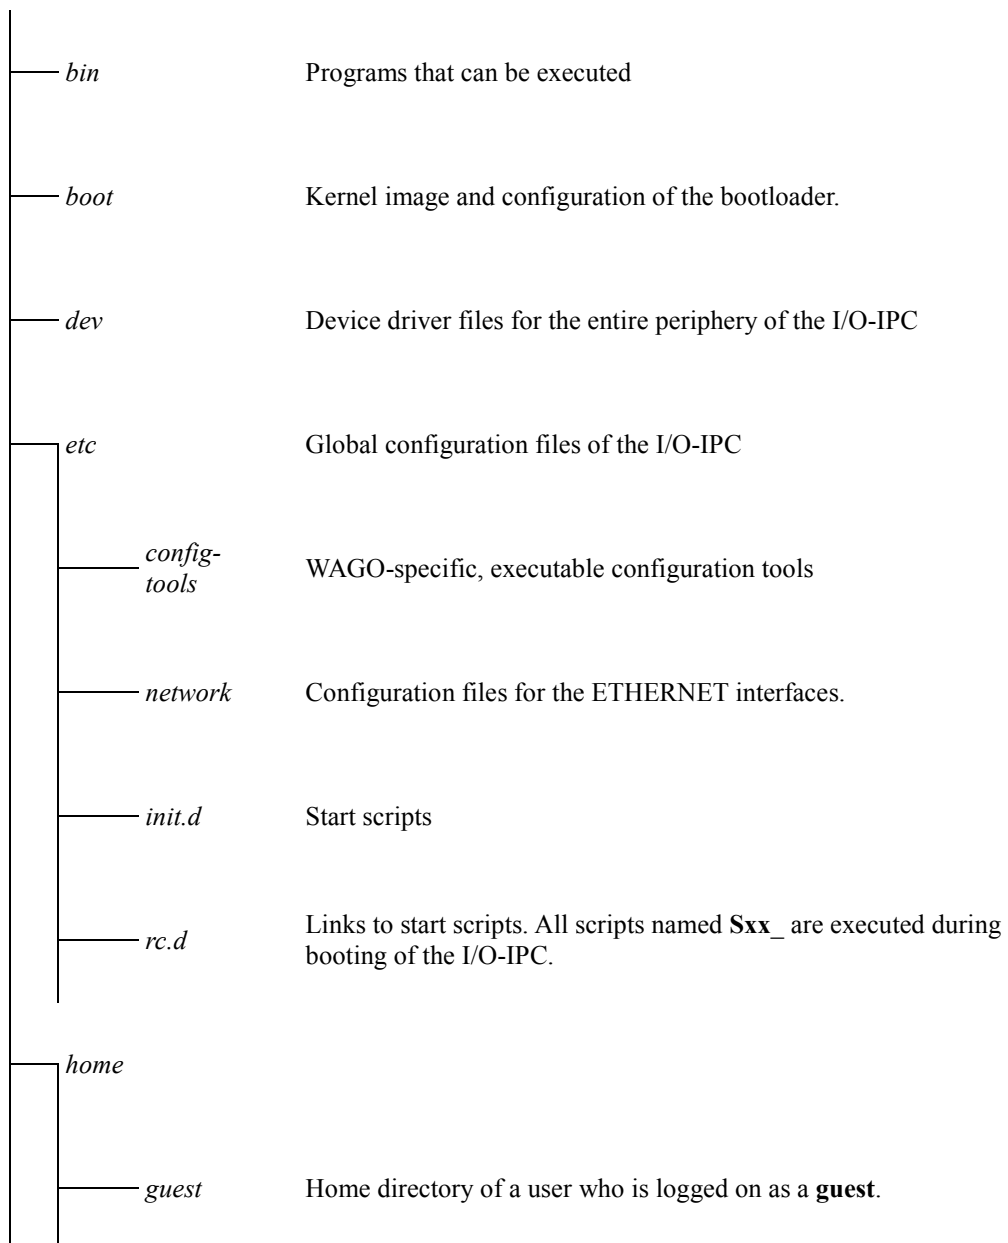 bin Programs that can be executed
boot Kernel image and configuration of the bootloader.
dev Device driver files for the entire periphery of the I/O-IPC
etc Global configuration files of the I/O-IPC
config-
tools WAGO-specific, executable configuration tools
network Configuration files for the ETHERNET interfaces.
init.d Start scripts
rc.d Links to start scripts. All scripts named Sxx_ are executed during
booting of the I/O-IPC.
home
guest Home directory of a user who is logged on as a guest.